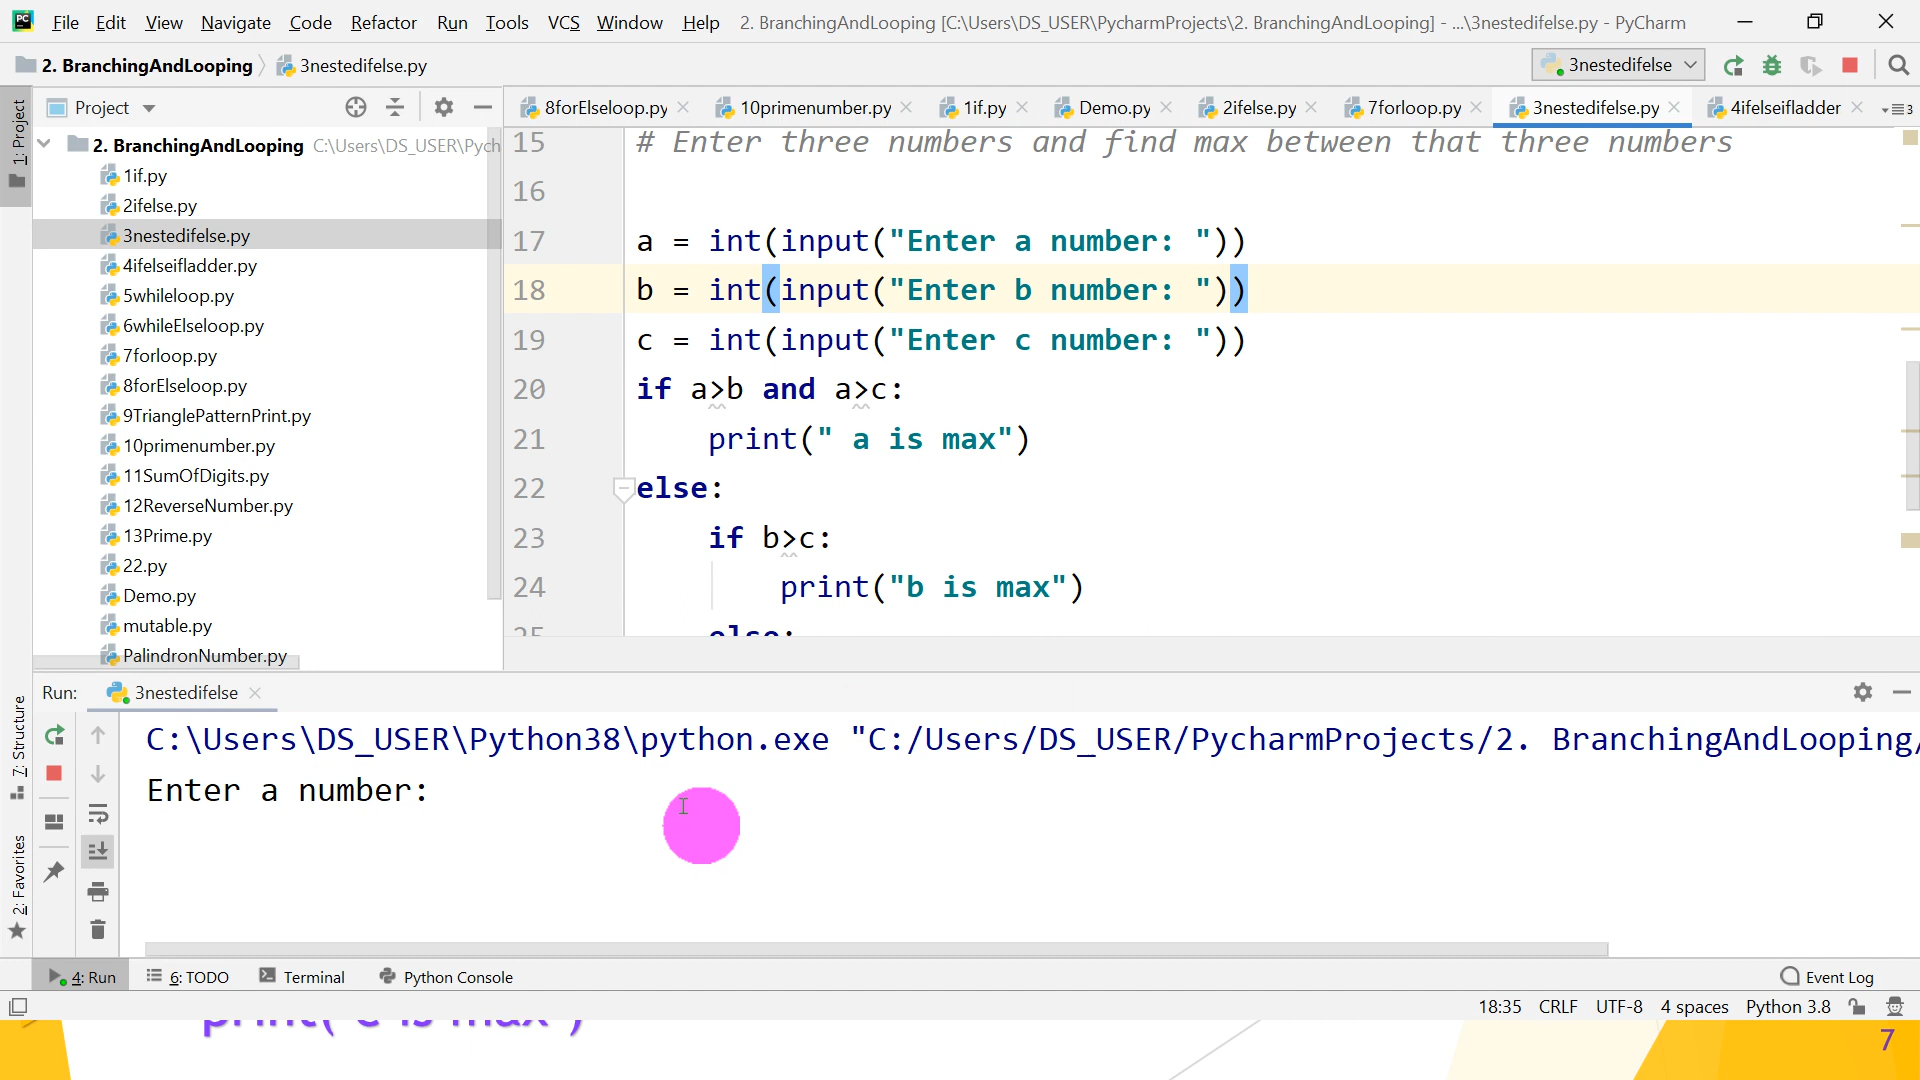 File Edit View Navigate Code Refactor Run Tools VCS Window Help 2. BranchingAndLooping [C:\Users\DS_USER\PycharmProjects\2. BranchingAndLooping] - ...\3nestedifelse.py - PyCharm
2. BranchingAndLooping 3nestedifelse.py 3nestedifelse
1: Project
Project
8forElseloop.py 10primenumber.py 1if.py Demo.py 2ifelse.py 7forloop.py 3nestedifelse.py 4ifelseifladder 3
2. BranchingAndLooping C:\Users\DS_USER\Pych
1if.py
2ifelse.py
3nestedifelse.py
4ifelseifladder.py
5whileloop.py
6whileElseloop.py
7forloop.py
8forElseloop.py
9TrianglePatternPrint.py
10primenumber.py
11SumOfDigits.py
12ReverseNumber.py
13Prime.py
22.py
Demo.py
mutable.py
PalindronNumber.py
15 # Enter three numbers and find max between that three numbers
16
17 a = int(input("Enter a number: "))
18 b = int(input("Enter b number: "))
19 c = int(input("Enter c number: "))
20 if a>b and a>c:
21 print(" a is max")
22 else:
23 if b>c:
24 print("b is max")
25 else:
Run: 3nestedifelse
7: Structure
2: Favorites
C:\Users\DS_USER\Python38\python.exe "C:/Users/DS_USER/PycharmProjects/2. BranchingAndLooping/
Enter a number:
4: Run 6: TODO Terminal Python Console Event Log
18:35 CRLF UTF-8 4 spaces Python 3.8
print("c is max")
7